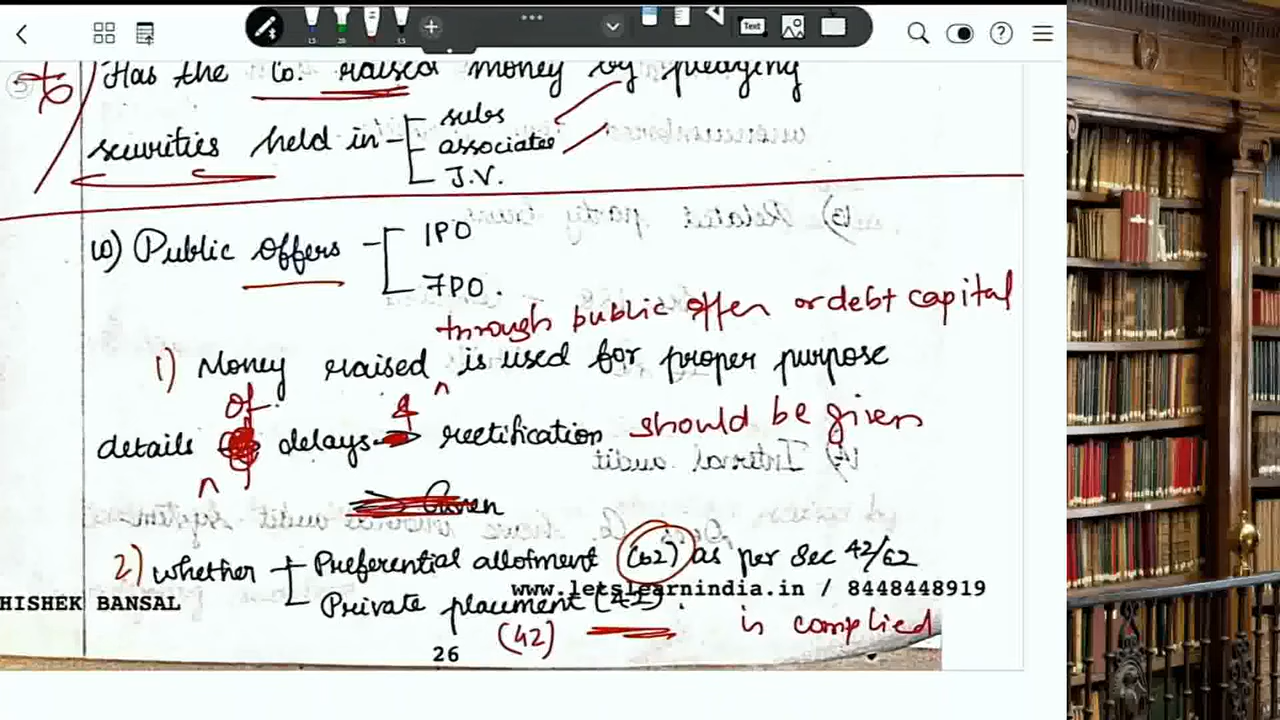 Text
Has the Co. raised money by pledging
securities held in
subs
associates
J.V.
10) Public offers
IPO
FPO.
through public offer or debt capital
1) Money raised is used for proper purpose
of &
details delays rectification should be given
2) whether Preferential allotment (62) as per Sec 42/62
www.letslearnindia.in / 8448448919
HISHEK BANSAL
Private placement
(42) is complied
26